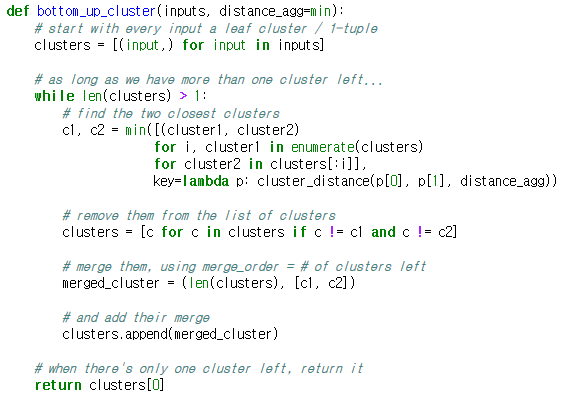 def bottom_up_cluster(inputs, distance_agg=min):
    # start with every input a leaf cluster / 1-tuple
    clusters = [(input,) for input in inputs]

    # as long as we have more than one cluster left...
    while len(clusters) > 1:
        # find the two closest clusters
        c1, c2 = min([(cluster1, cluster2)
                     for i, cluster1 in enumerate(clusters)
                     for cluster2 in clusters[:i]],
                     key=lambda p: cluster_distance(p[0], p[1], distance_agg))

        # remove them from the list of clusters
        clusters = [c for c in clusters if c != c1 and c != c2]

        # merge them, using merge_order = # of clusters left
        merged_cluster = (len(clusters), [c1, c2])

        # and add their merge
        clusters.append(merged_cluster)

    # when there's only one cluster left, return it
    return clusters[0]